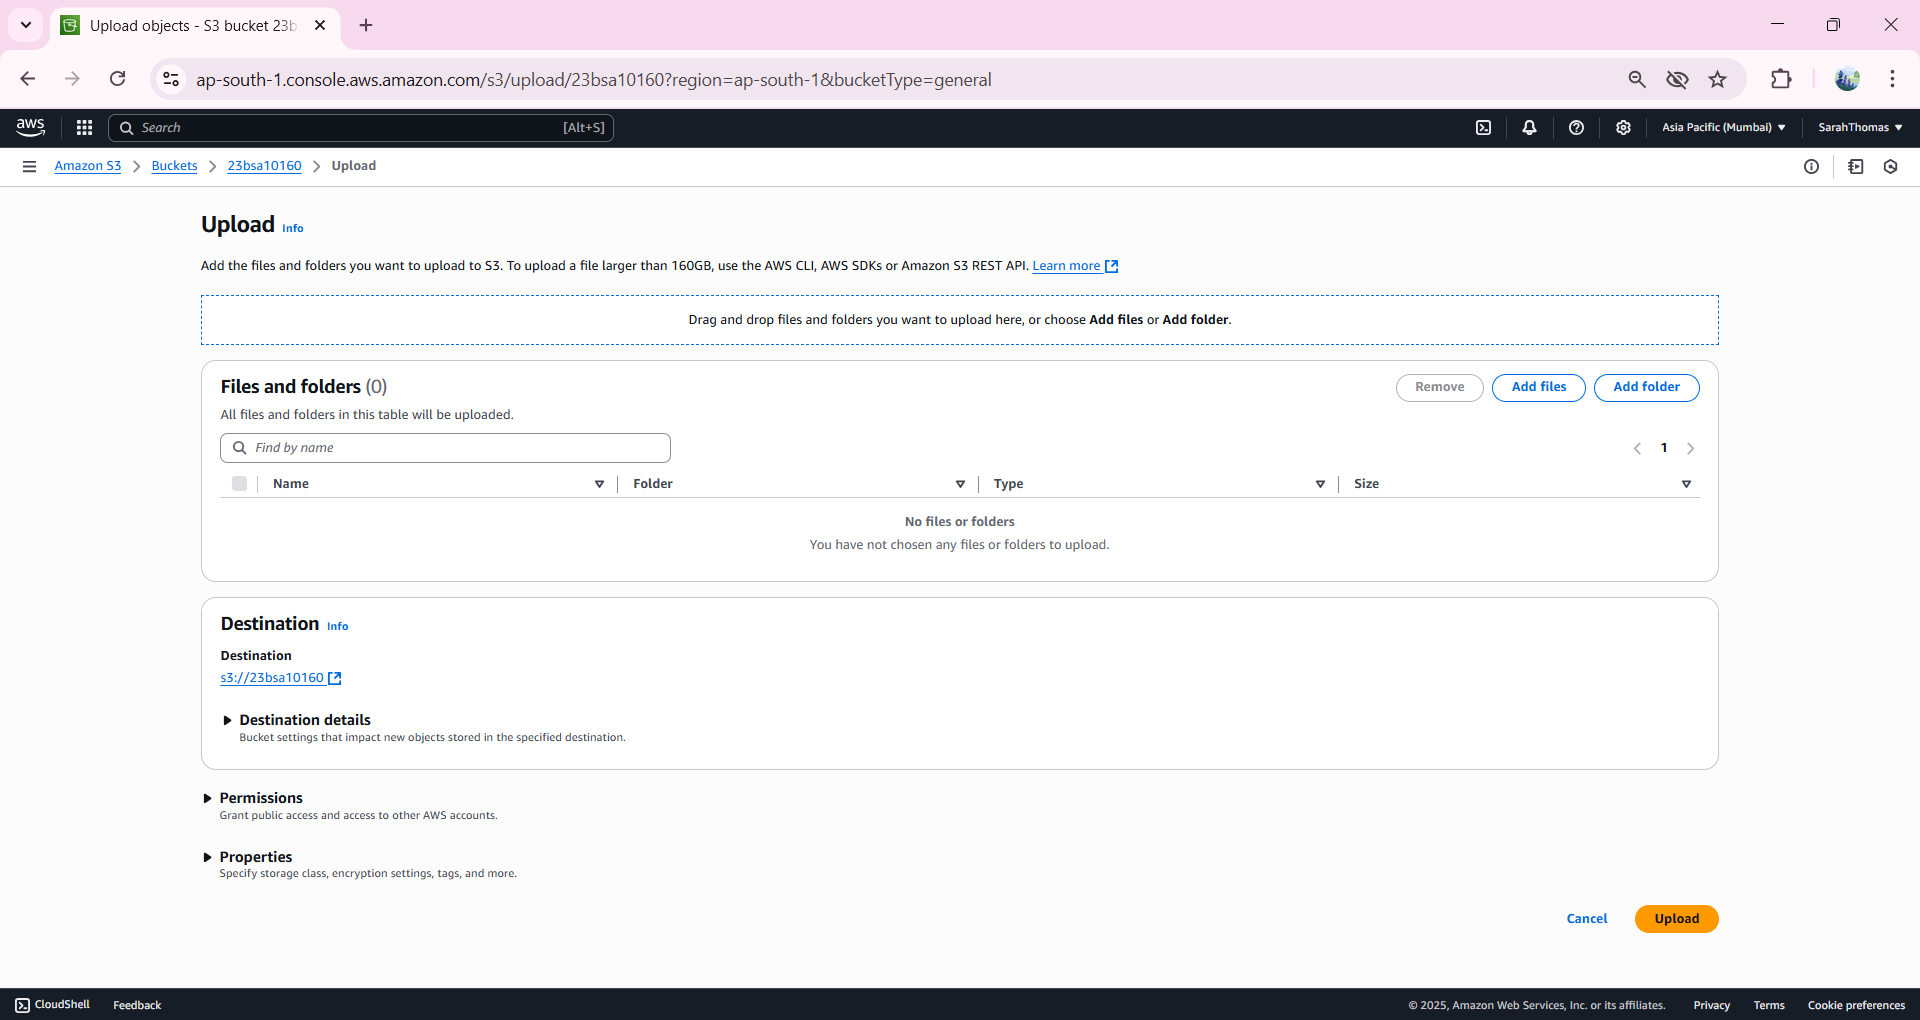 Upload objects - S3 bucket 23b
ap-south-1.console.aws.amazon.com/s3/upload/23bsa10160?region=ap-south-1&bucketType=general
aws
Search [Alt+S]
Asia Pacific (Mumbai)
SarahThomas
Amazon S3 > Buckets > 23bsa10160 > Upload
Upload Info
Add the files and folders you want to upload to S3. To upload a file larger than 160GB, use the AWS CLI, AWS SDKs or Amazon S3 REST API. Learn more
Drag and drop files and folders you want to upload here, or choose Add files or Add folder.
Files and folders (0)
Remove Add files Add folder
All files and folders in this table will be uploaded.
Find by name
1
Name Folder Type Size
No files or folders
You have not chosen any files or folders to upload.
Destination Info
Destination
s3://23bsa10160
Destination details
Bucket settings that impact new objects stored in the specified destination.
Permissions
Grant public access and access to other AWS accounts.
Properties
Specify storage class, encryption settings, tags, and more.
Cancel Upload
CloudShell Feedback © 2025, Amazon Web Services, Inc. or its affiliates. Privacy Terms Cookie preferences